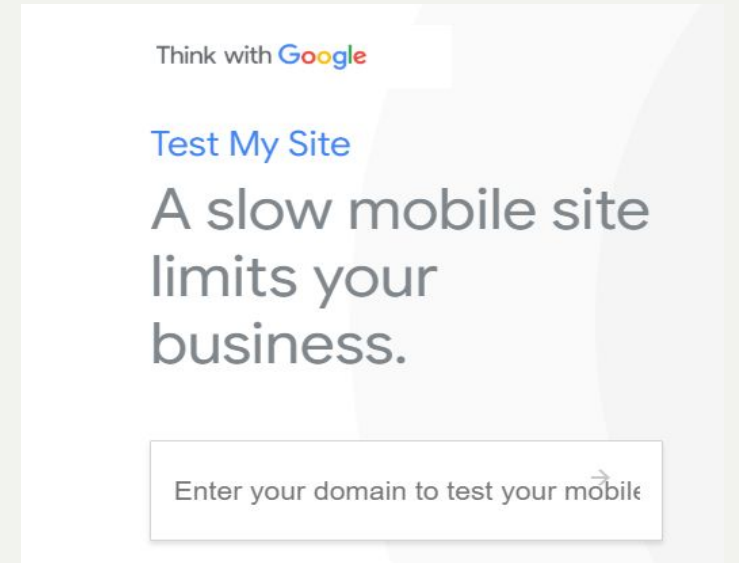 Think with Google
Test My Site
A slow mobile site
limits your
business.
Enter your domain to test your mobile